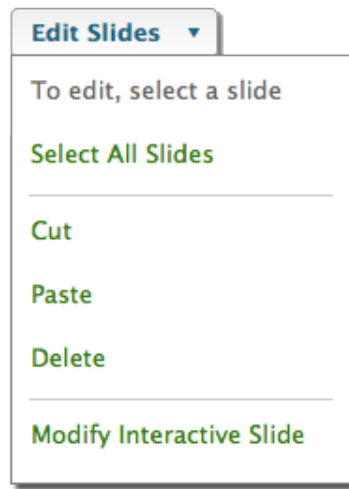 Edit Slides
To edit, select a slide
Select All Slides
Cut
Paste
Delete
Modify Interactive Slide